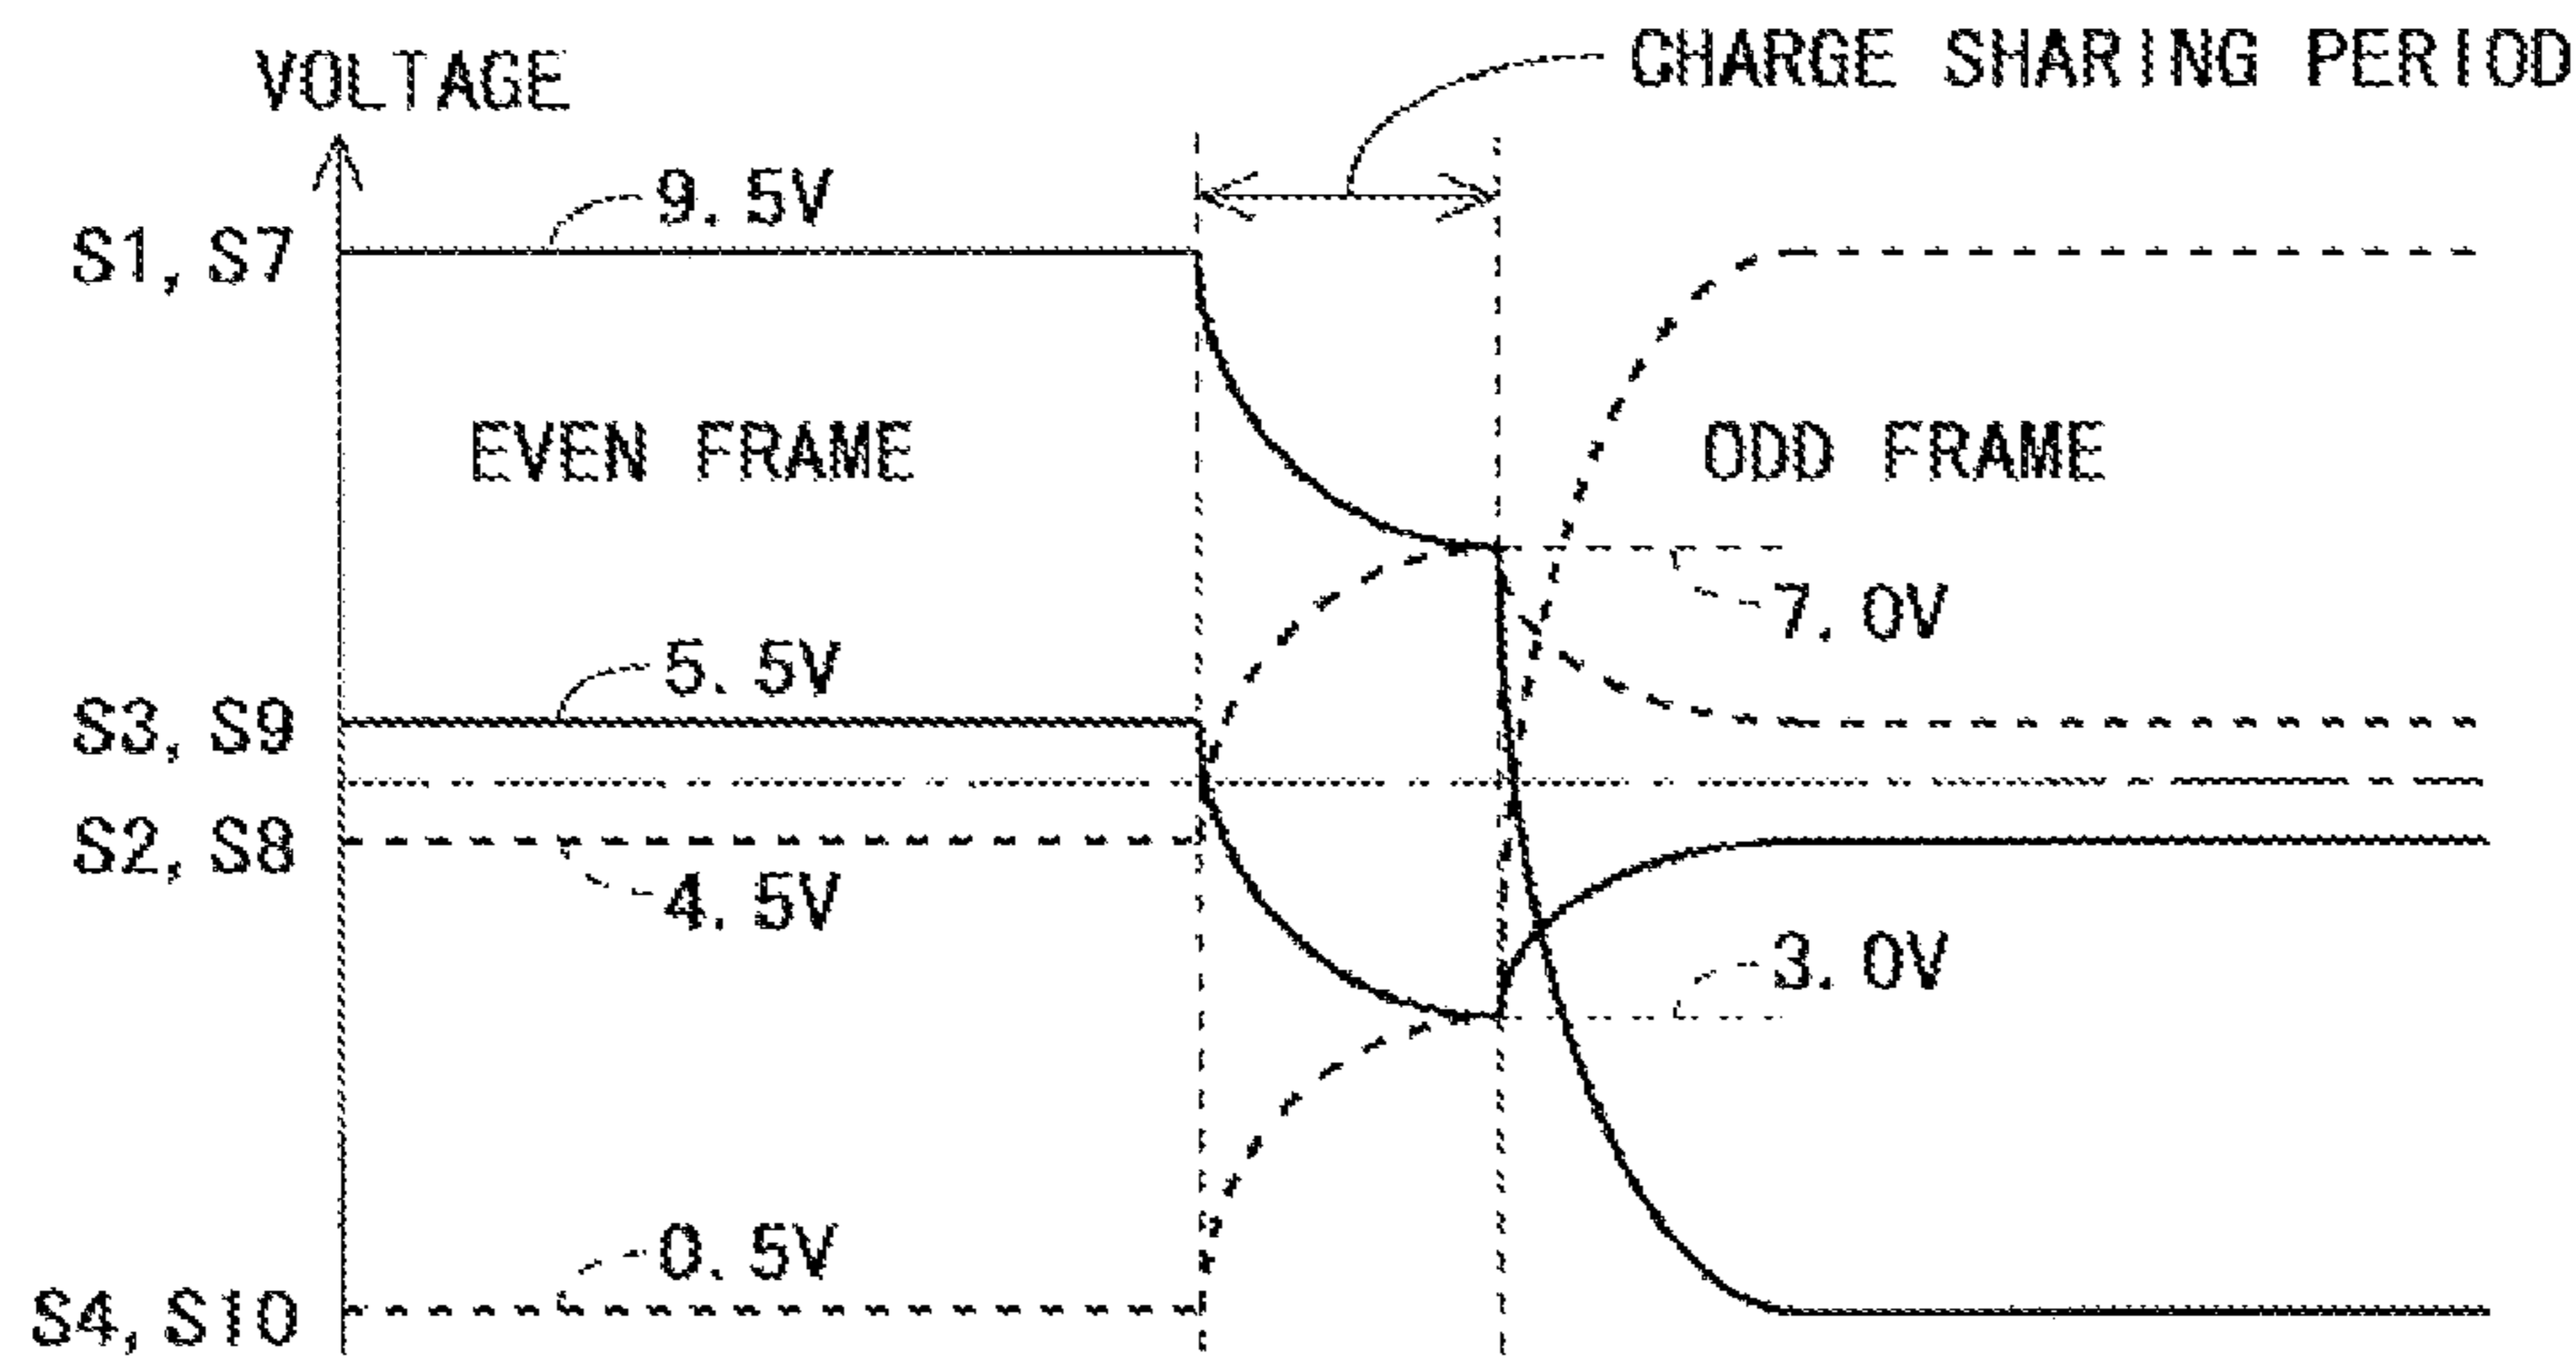 CHARGE SHARING PERIOD
VOLTAGE
9.5V
S1, S7
EVEN FRAME
ODD FRAME
7.0V
5.5V
S3, S9
S2, S8
4.5V
3.0V
0.5V
S4, S10